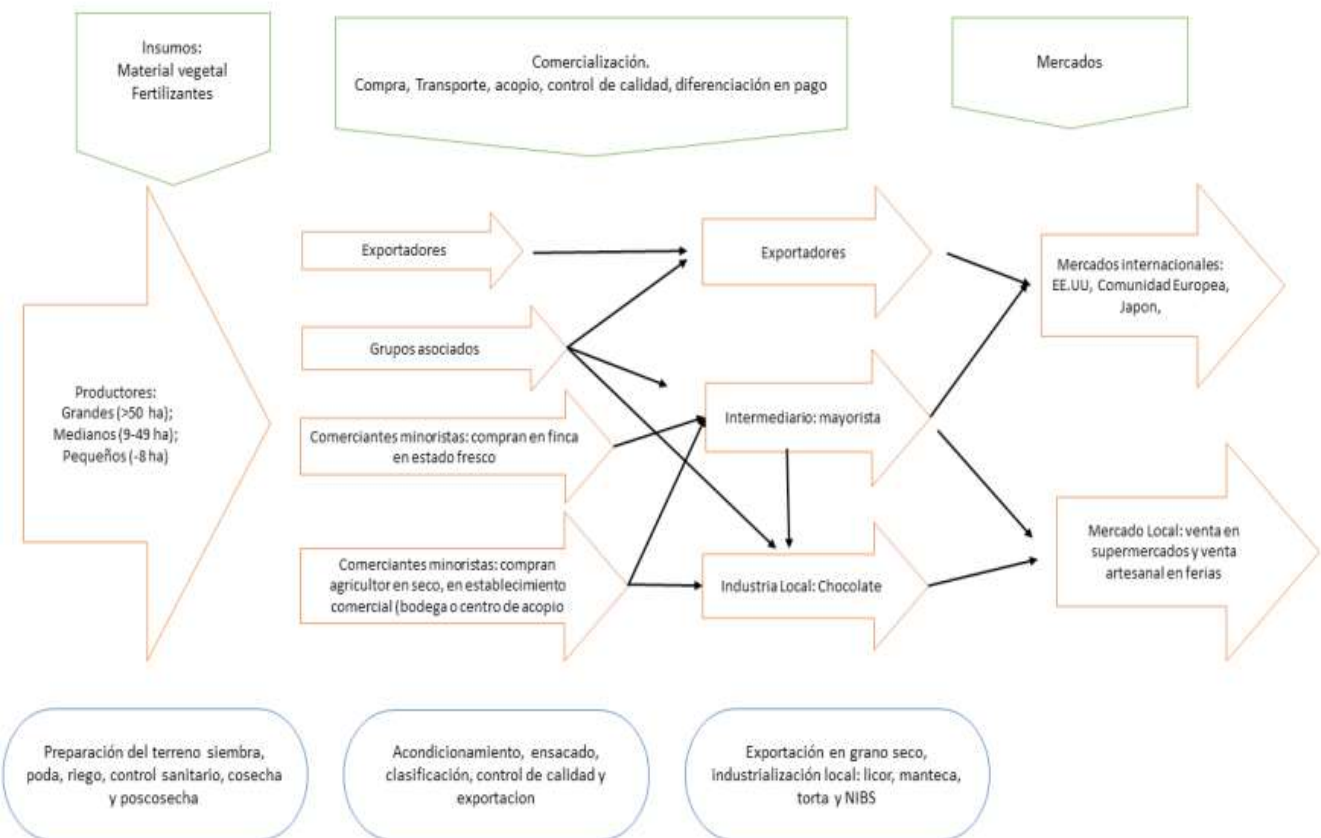 Insumos:
Material vegetal
Fertilizantes
Comercialización.
Compra, Transporte, acopio, control de calidad, diferenciación en pago
Mercados
Productores:
Grandes (>50 ha);
Medianos (9-49 ha);
Pequeños (-8 ha)
Exportadores
Grupos asociados
Comerciantes minoristas: compran en finca
en estado fresco
Comerciantes minoristas: compran
agricultor en seco, en establecimiento
comercial (bodega o centro de acopio
Exportadores
Intermediario: mayorista
Industria Local: Chocolate
Mercados internacionales:
EE.UU, Comunidad Europea,
Japon,
Mercado Local: venta en
supermercados y venta
artesanal en ferias
Preparación del terreno siembra,
poda, riego, control sanitario, cosecha
y poscosecha
Acondicionamiento, ensacado,
clasificación, control de calidad y
exportacion
Exportación en grano seco,
industrialización local: licor, manteca,
torta y NIBS